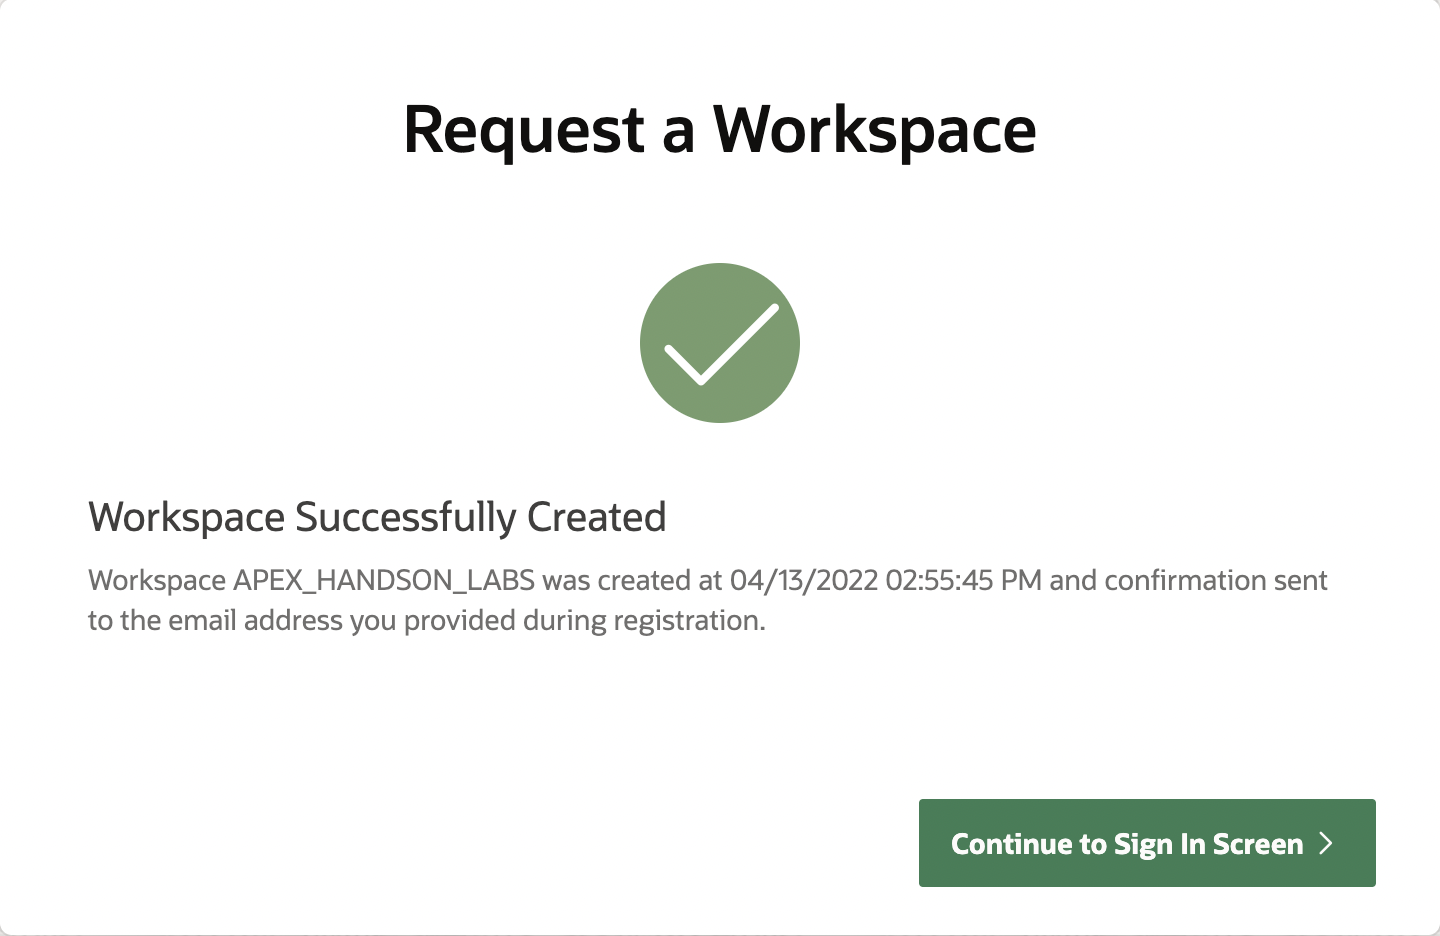 Request a Workspace
Workspace Successfully Created
Workspace APEX_HANDSON_LABS was created at 04/13/2022 02:55:45 PM and confirmation sent
to the email address you provided during registration.
Continue to Sign In Screen